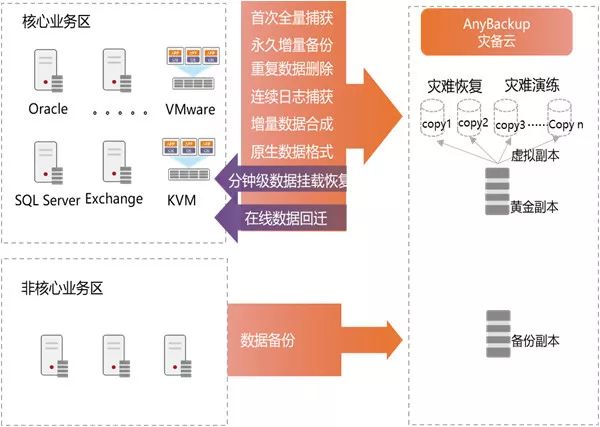 核心业务区
Oracle
VMware
SQL Server
Exchange
KVM
首次全量捕获
永久增量备份
重复数据删除
连续日志捕获
增量数据合成
原生数据格式
分钟级数据挂载恢复
在线数据回迁
AnyBackup
灾备云
灾难恢复
灾难演练
copy1
copy2
copy3
Copy n
虚拟副本
黄金副本
非核心业务区
数据备份
备份副本